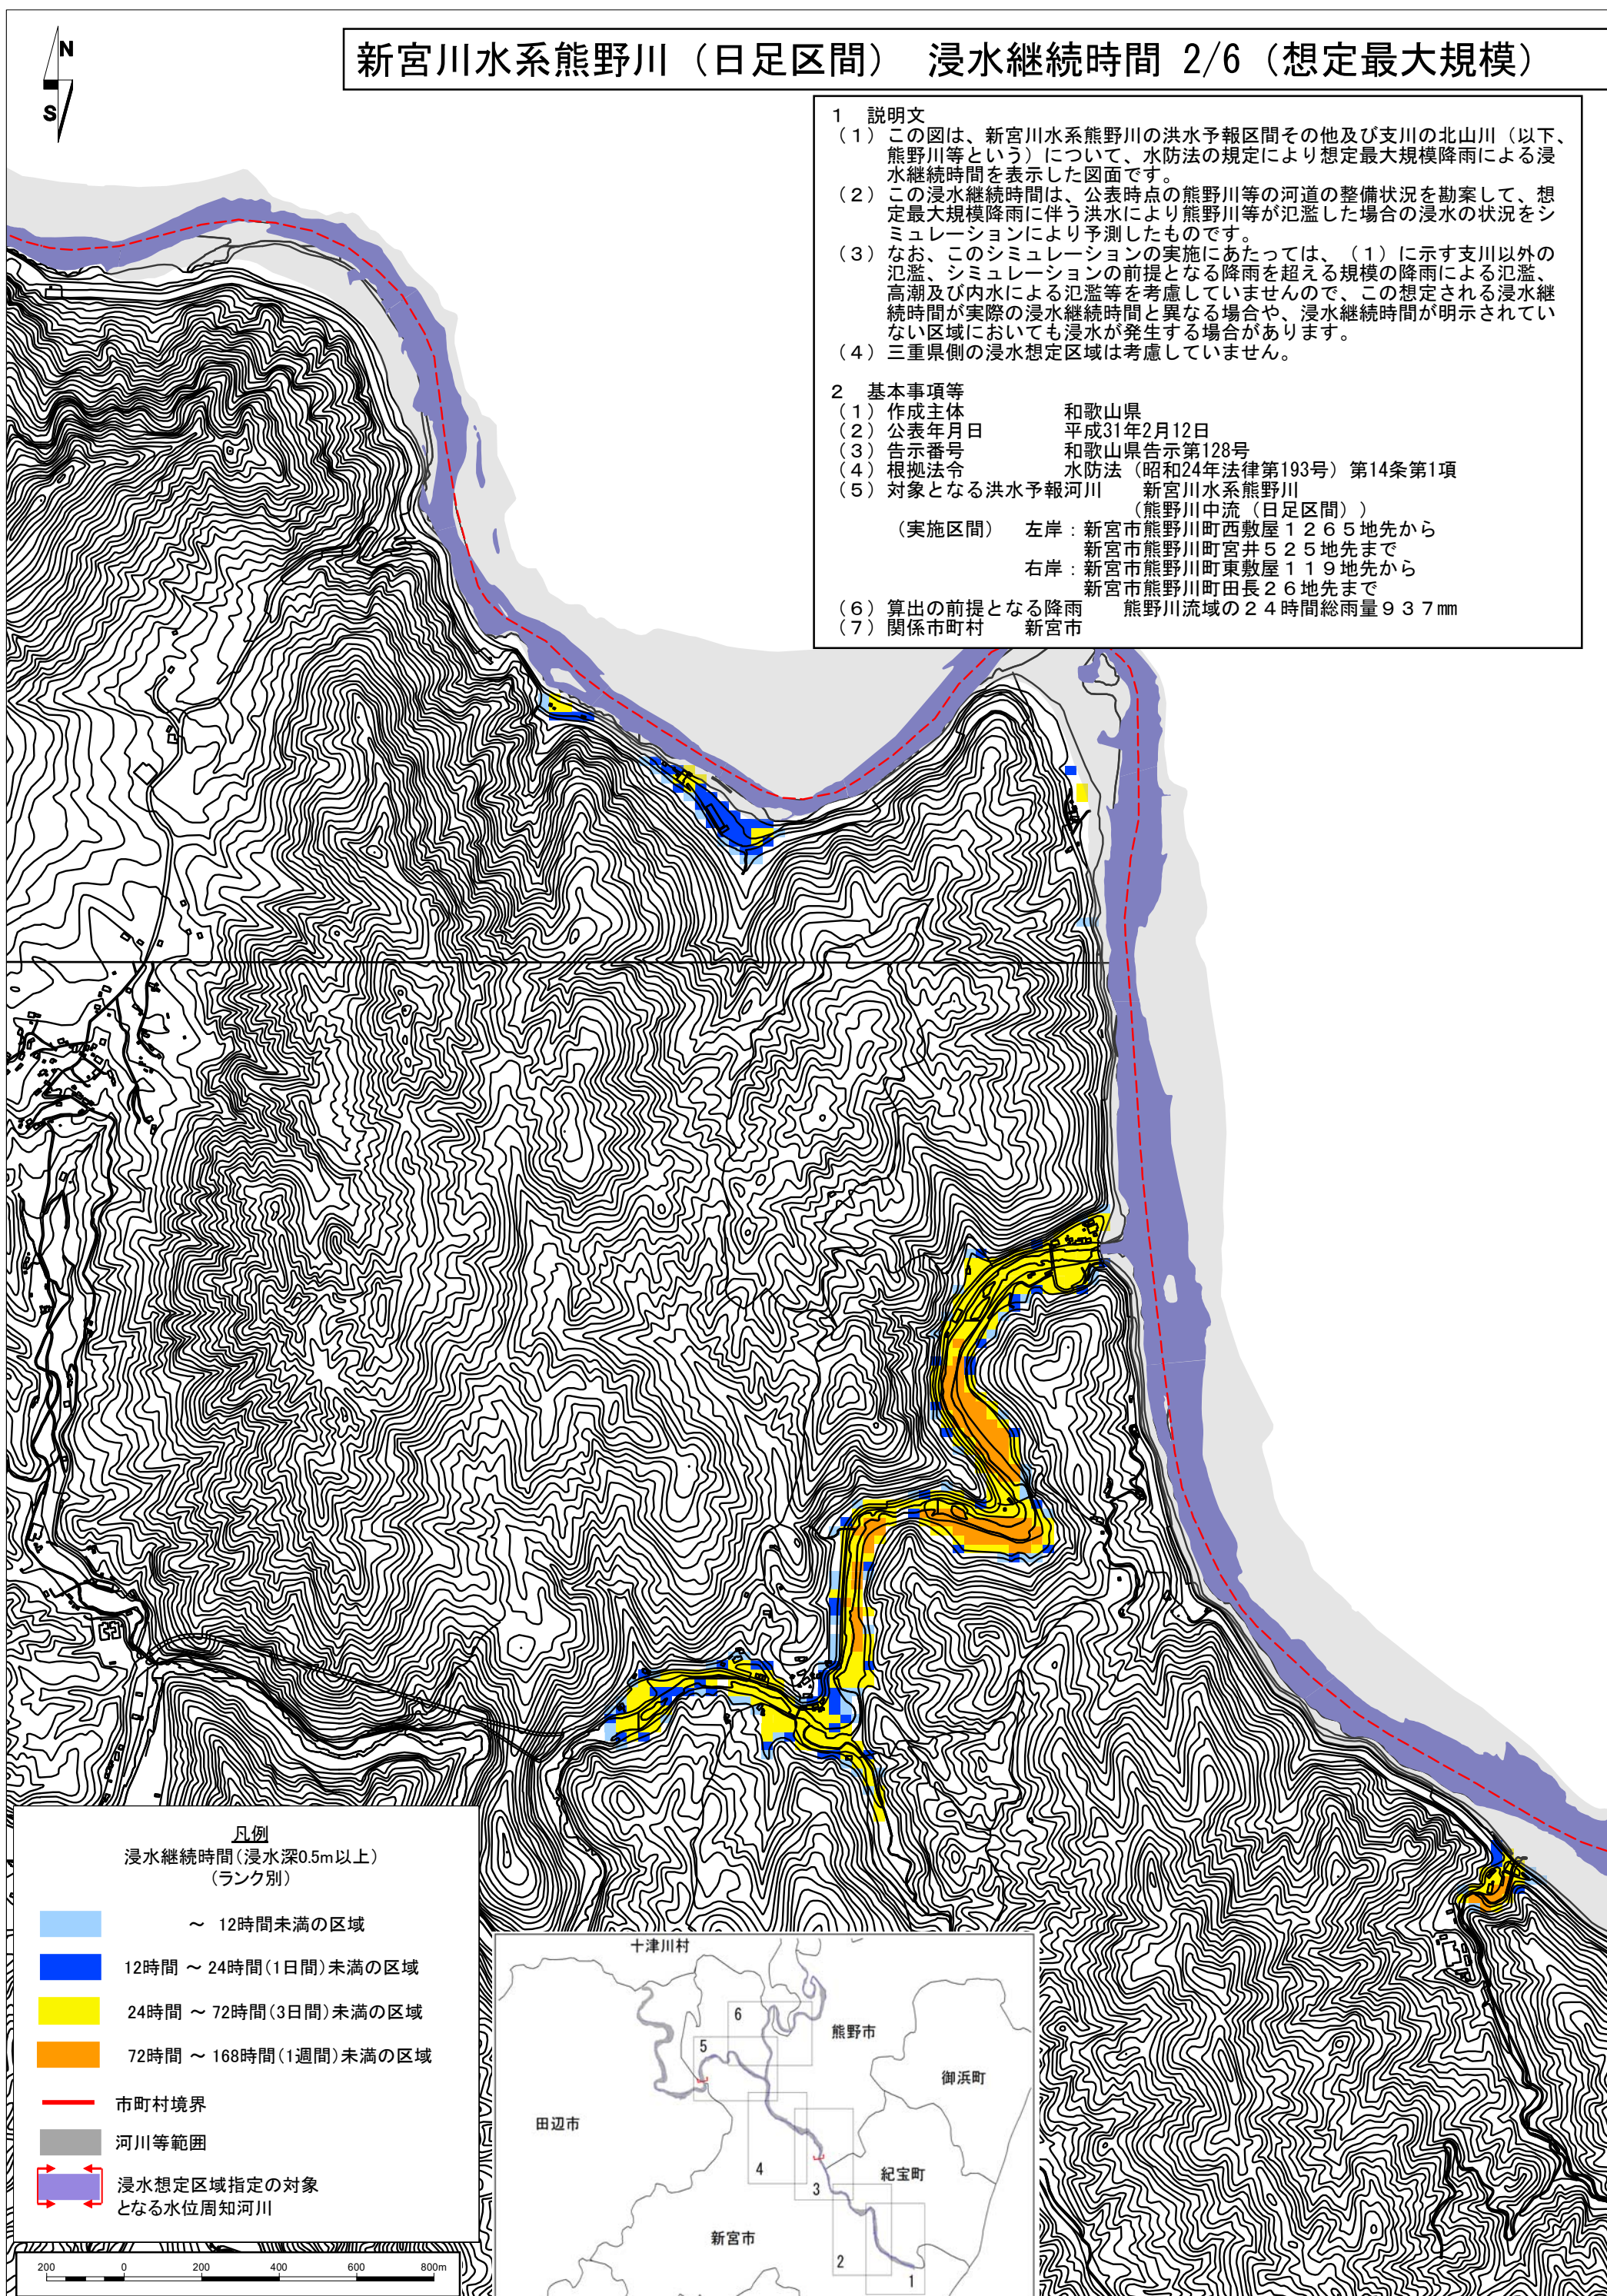 N
S
新宮川水系熊野川（日足区間）　浸水継続時間 2/6（想定最大規模）
１　説明文
（１）この図は、新宮川水系熊野川の洪水予報区間その他及び支川の北山川（以下、
熊野川等という）について、水防法の規定により想定最大規模降雨による浸
水継続時間を表示した図面です。
（２）この浸水継続時間は、公表時点の熊野川等の河道の整備状況を勘案して、想
定最大規模降雨に伴う洪水により熊野川等が氾濫した場合の浸水の状況をシ
ミュレーションにより予測したものです。
（３）なお、このシミュレーションの実施にあたっては、（１）に示す支川以外の
氾濫、シミュレーションの前提となる降雨を超える規模の降雨による氾濫、
高潮及び内水による氾濫等を考慮していませんので、この想定される浸水継
続時間が実際の浸水継続時間と異なる場合や、浸水継続時間が明示されてい
ない区域においても浸水が発生する場合があります。
（４）三重県側の浸水想定区域は考慮していません。
２　基本事項等
（１）作成主体　　　　和歌山県
（２）公表年月日　　　平成31年2月12日
（３）告示番号　　　　和歌山県告示第128号
（４）根拠法令　　　　水防法（昭和24年法律第193号）第14条第1項
（５）対象となる洪水予報河川　　新宮川水系熊野川
（熊野川中流（日足区間））
（実施区間）　左岸：新宮市熊野川町西敷屋１２６５地先から
新宮市熊野川町宮井５２５地先まで
右岸：新宮市熊野川町東敷屋１１９地先から
新宮市熊野川町田長２６地先まで
（６）算出の前提となる降雨　　熊野川流域の２４時間総雨量９３７㎜
（７）関係市町村　　新宮市
凡例
浸水継続時間(浸水深0.5m以上)
(ランク別)
～ 12時間未満の区域
12時間 ～ 24時間(1日間)未満の区域
24時間 ～ 72時間(3日間)未満の区域
72時間 ～ 168時間(1週間)未満の区域
市町村境界
河川等範囲
浸水想定区域指定の対象
となる水位周知河川
200 0 200 400 600 800m
十津川村
6
熊野市
5
御浜町
田辺市
4
紀宝町
3
新宮市
2
1